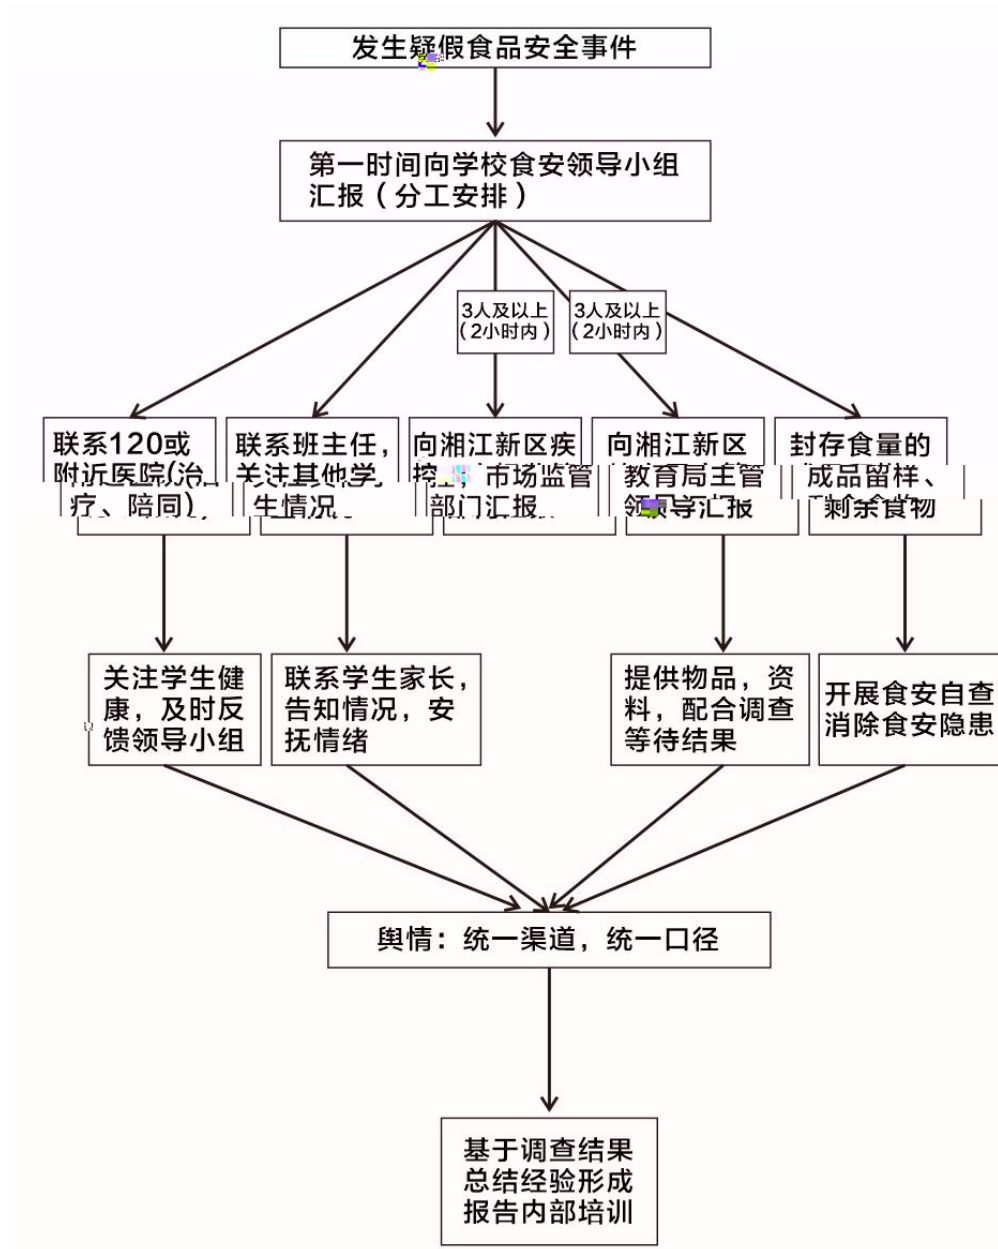 发生疑假食品安全事件
第一时间向学校食安领导小组
汇报（分工安排）
3人及以上
（2小时内）
3人及以上
（2小时内）
联系120或
附近医院（治
疗、陪同）
联系班主任，
关注其他学
生情况。
向湘江新区疾
控，市场监管
部门汇报
向湘江新区
教育局主管
领导汇报
封存食量的
成品留样、
剩余食物
关注学生健
康，及时反
馈领导小组
联系学生家长，
告知情况，安
抚情绪
提供物品，资
料，配合调查
等待结果
开展食安自查
消除食安隐患
舆情：统一渠道，统一口径
基于调查结果
总结经验形成
报告内部培训